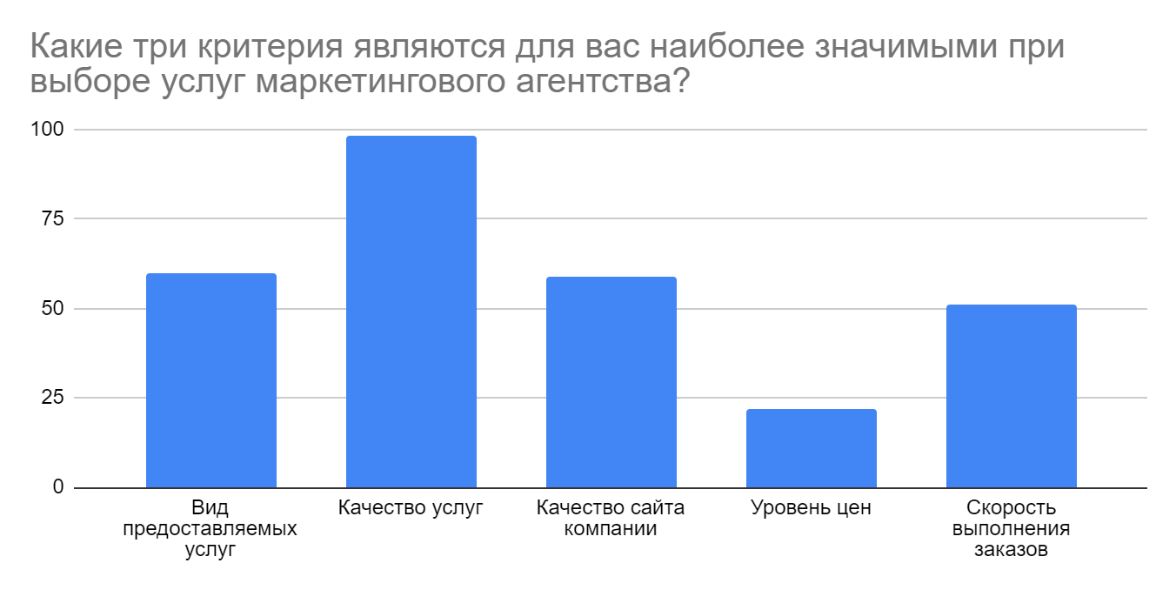 Какие три критерия являются для вас наиболее значимыми при
выборе услуг маркетингового агентства?
100
75
50
25
0
Вид
предоставляемых
услуг
Качество услуг
Качество сайта
компании
Уровень цен
Скорость
выполнения
заказов